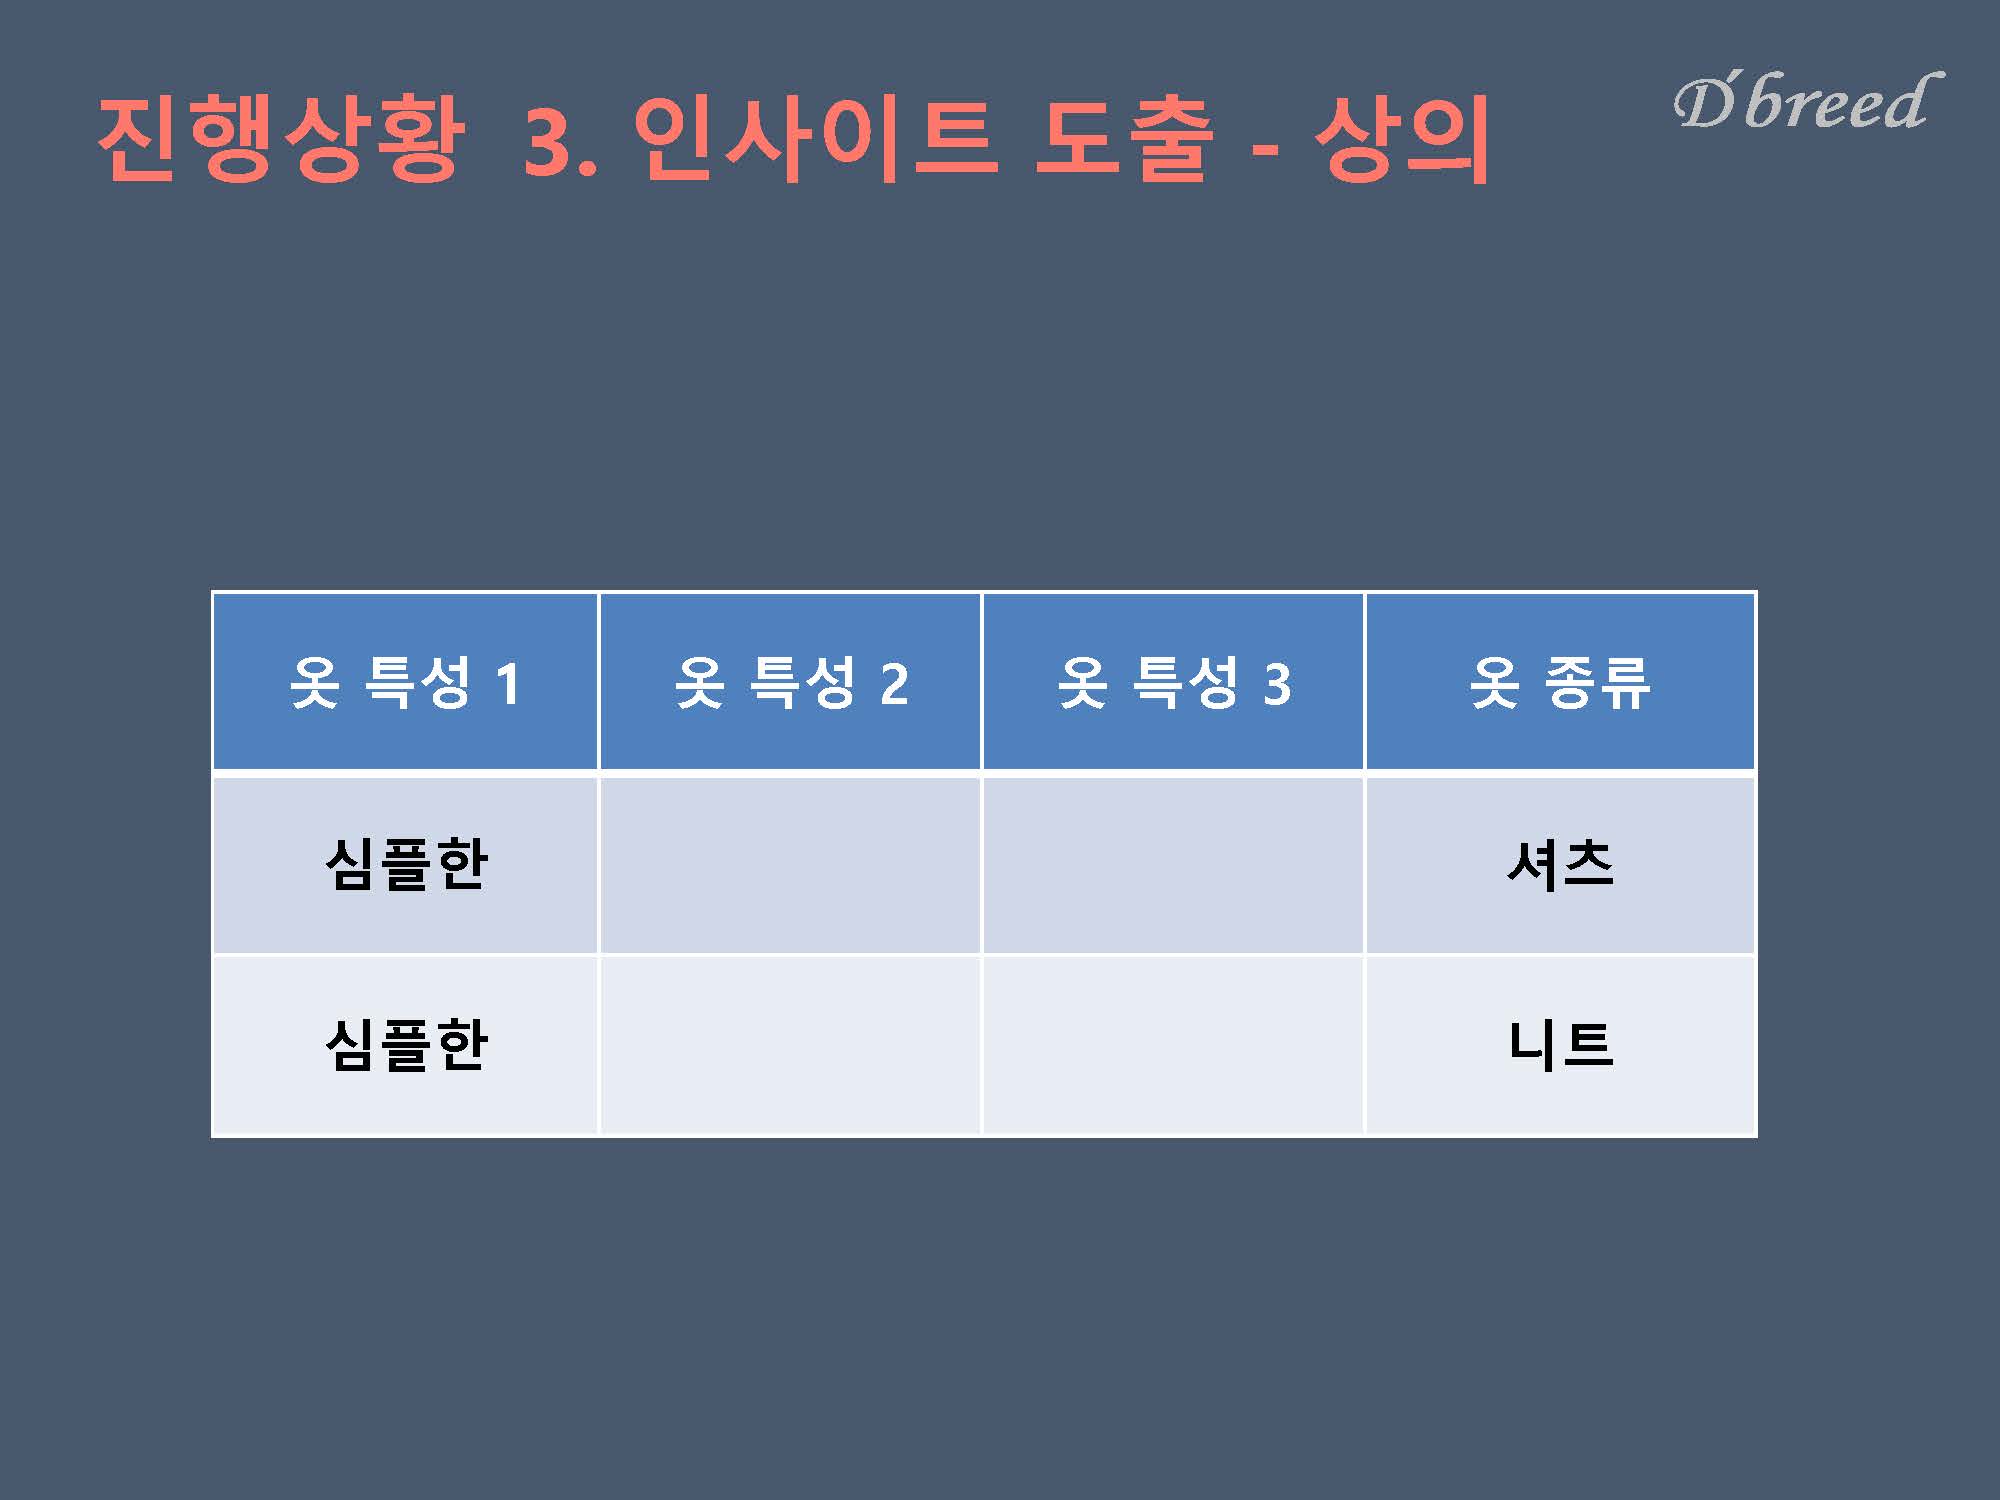 진행상황 3. 인사이트 도출 - 상의
D´breed
옷 특성 1 옷 특성 2 옷 특성 3 옷 종류
심플한 셔츠
심플한 니트